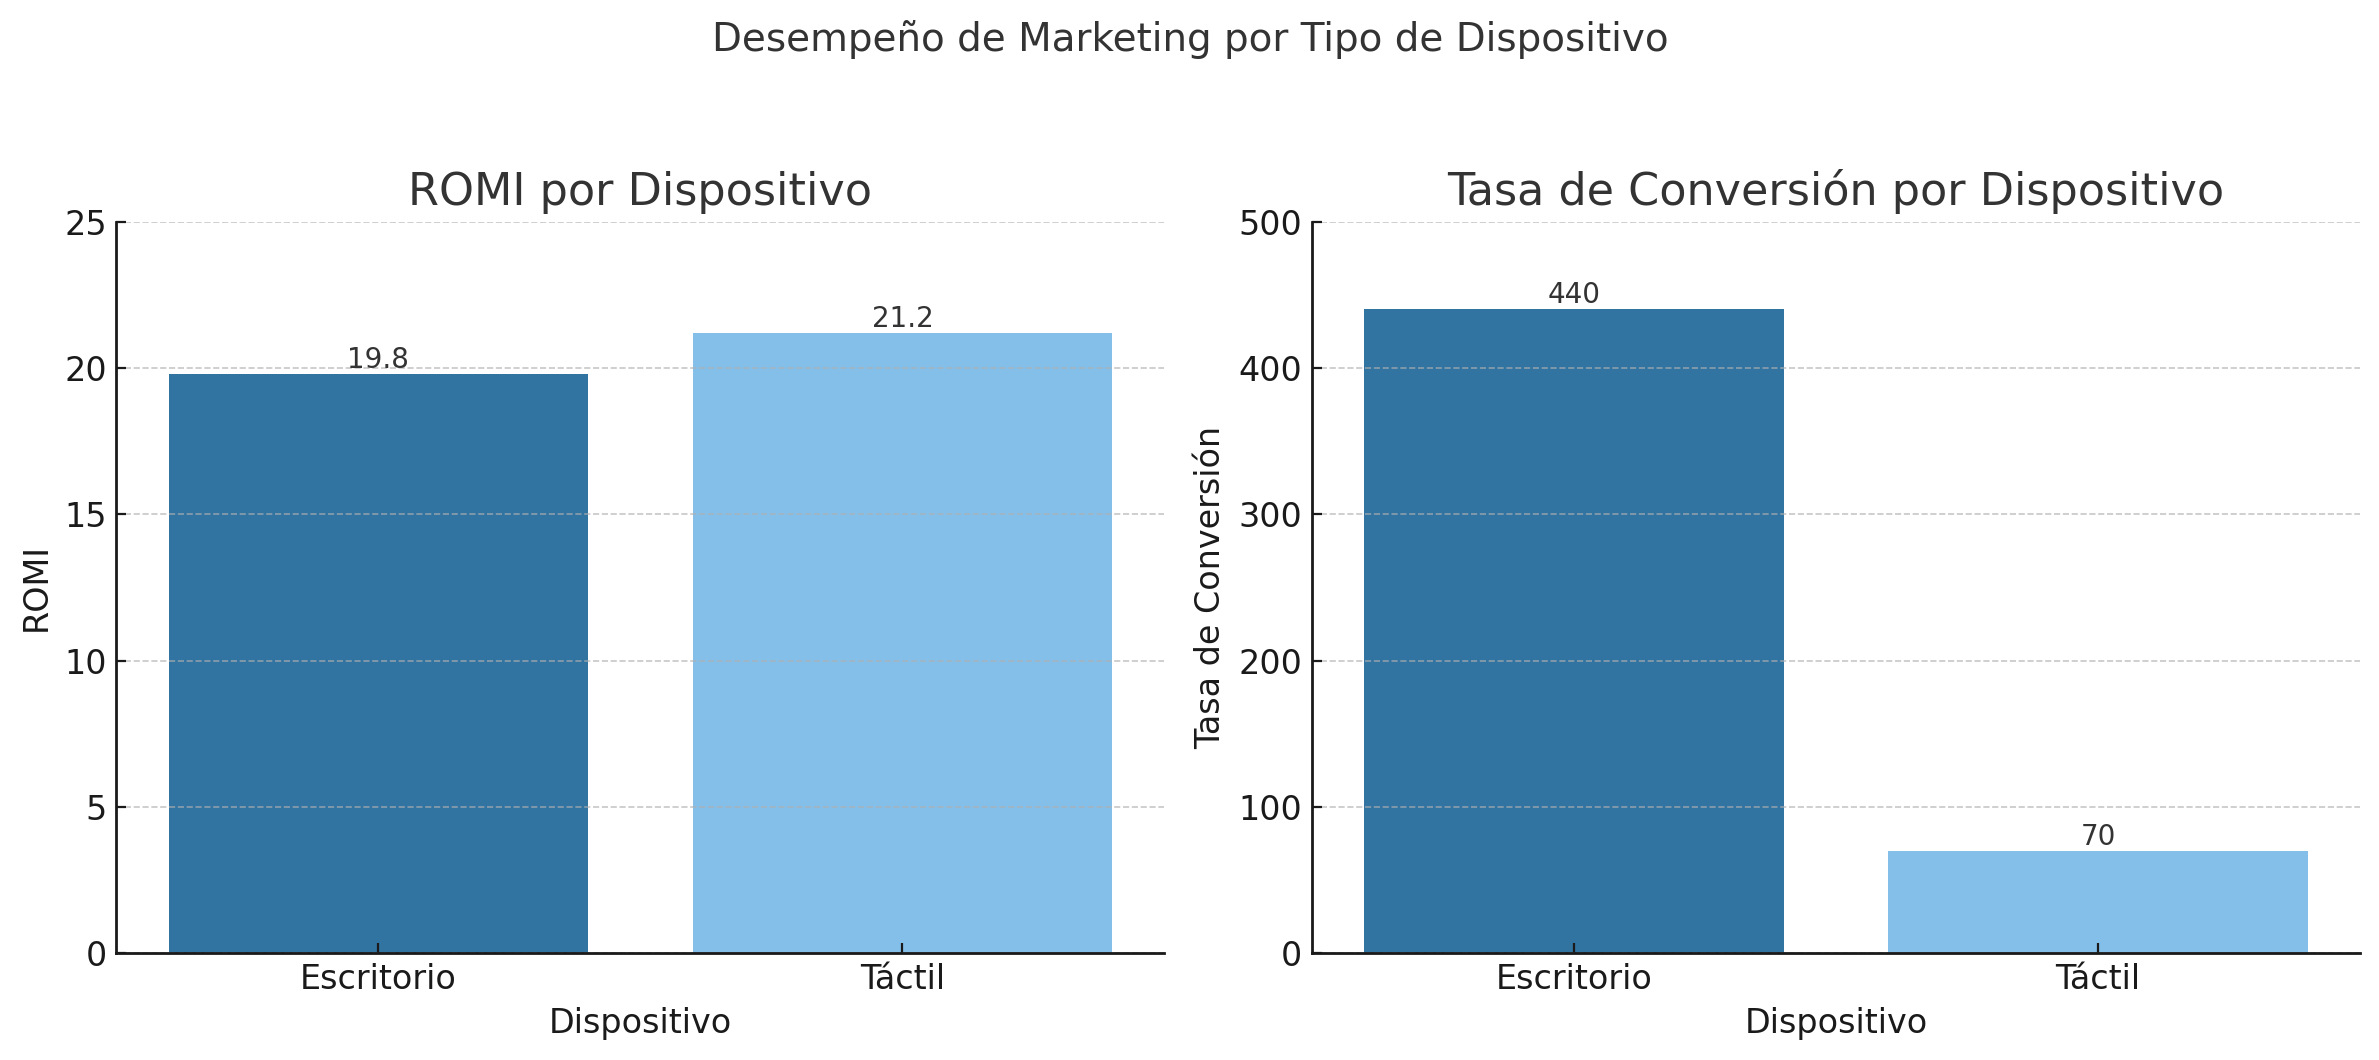 Desempeño de Marketing por Tipo de Dispositivo
ROMI por Dispositivo
25
20
15
10
5
0
ROMI
19.8
21.2
Escritorio
Táctil
Dispositivo
Tasa de Conversión por Dispositivo
500
400
300
200
100
0
Tasa de Conversión
440
70
Escritorio
Táctil
Dispositivo